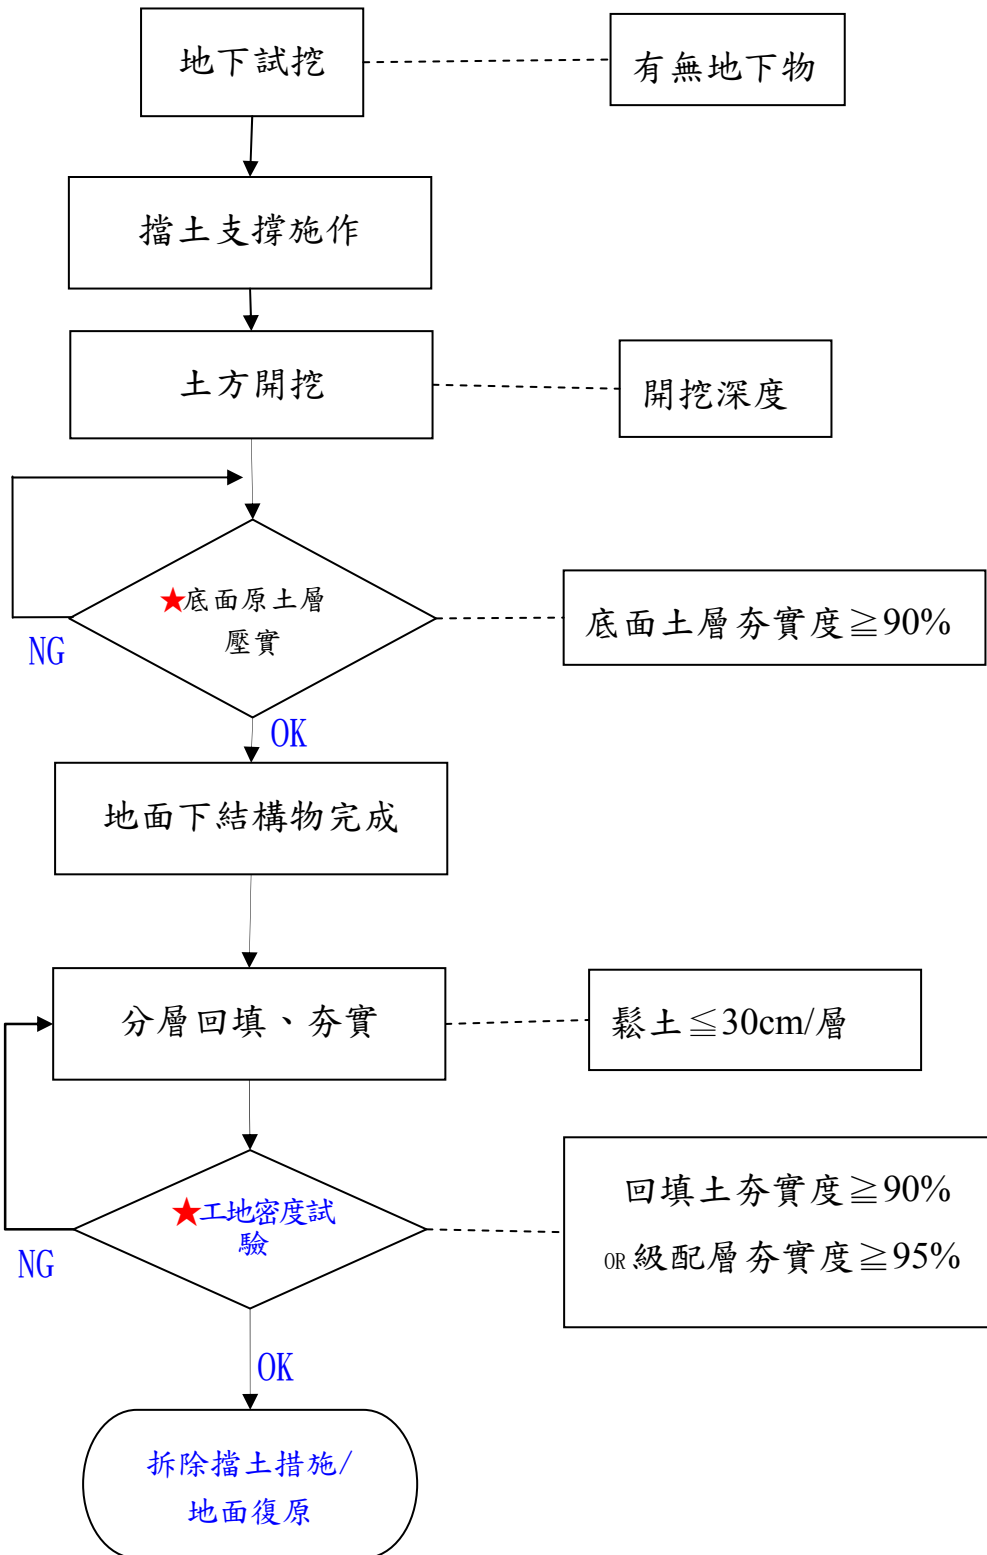 地下試挖
有無地下物
擋土支撐施作
土方開挖
開挖深度
★底面原土層
壓實
底面土層夯實度≧90%
NG
OK
地面下結構物完成
分層回填、夯實
鬆土≦30cm/層
★工地密度試
驗
回填土夯實度≧90%
OR 級配層夯實度≧95%
NG
OK
拆除擋土措施/
地面復原